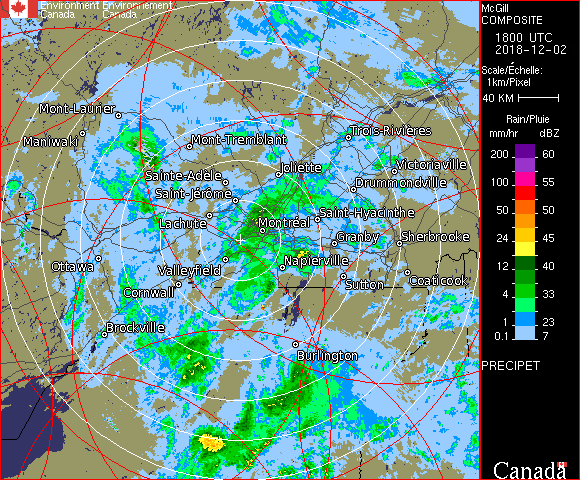 Environment Environnement
Canada Canada
Mont-Laurier
Maniwaki
Mont-Tremblant
Trois-Rivières
Sainte-Adèle
Joliette
Victoriaville
Saint-Jérôme
Drummondville
Lachute
Montréal
Saint-Hyacinthe
Granby
Sherbrooke
Ottawa
Valleyfield
Napierville
Cornwall
Sutton
Coaticook
Brockville
Burlington
McGill
COMPOSITE
1800 UTC
2018-12-02
Scale/Échelle:
1km/Pixel
40 KM
Rain/Pluie
mm/hr dBZ
200 60
100 55
50 50
24 45
12 40
4 33
1 23
0.1 7
PRECIPET
Canada